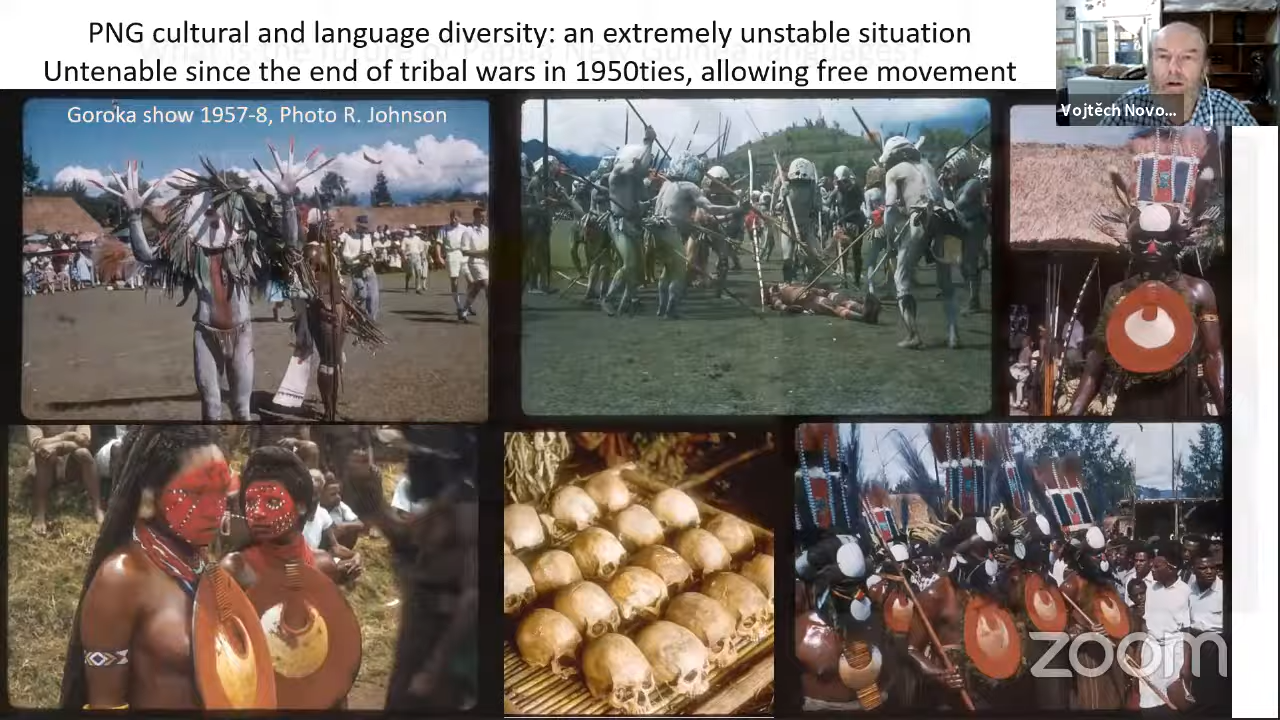 PNG cultural and language diversity: an extremely unstable situation
Untenable since the end of tribal wars in 1950ties, allowing free movement
Goroka show 1957-8, Photo R. Johnson
Vojtěch Novo...
zoom